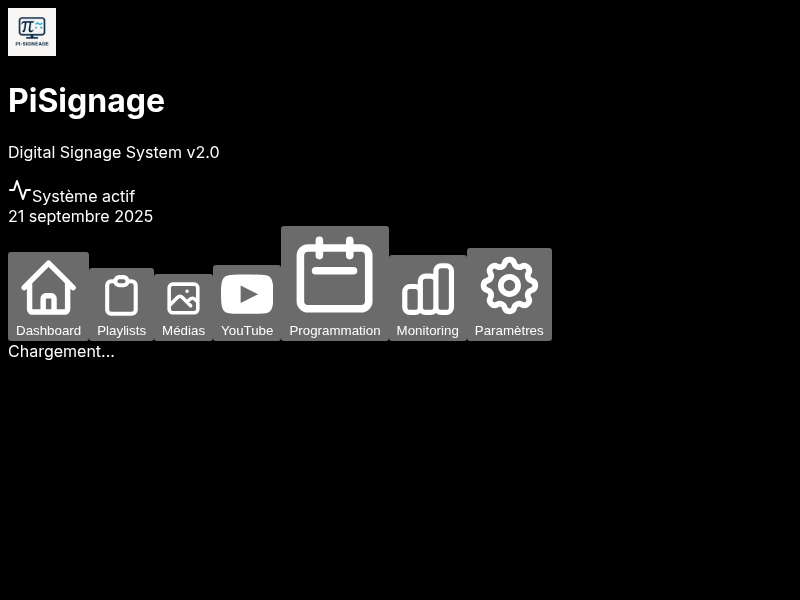 PI-SIGNEADE
PiSignage
Digital Signage System v2.0
Système actif
21 septembre 2025
Dashboard Playlists Médias YouTube Programmation Monitoring Paramètres
Chargement...